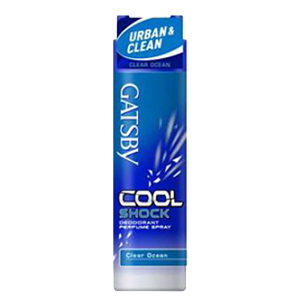 URBAN &
CLEAN
CLEAR OCEAN
GATSBY
COOL
SHOCK
DEODORANT
PERFUME SPRAY
Clear Ocean